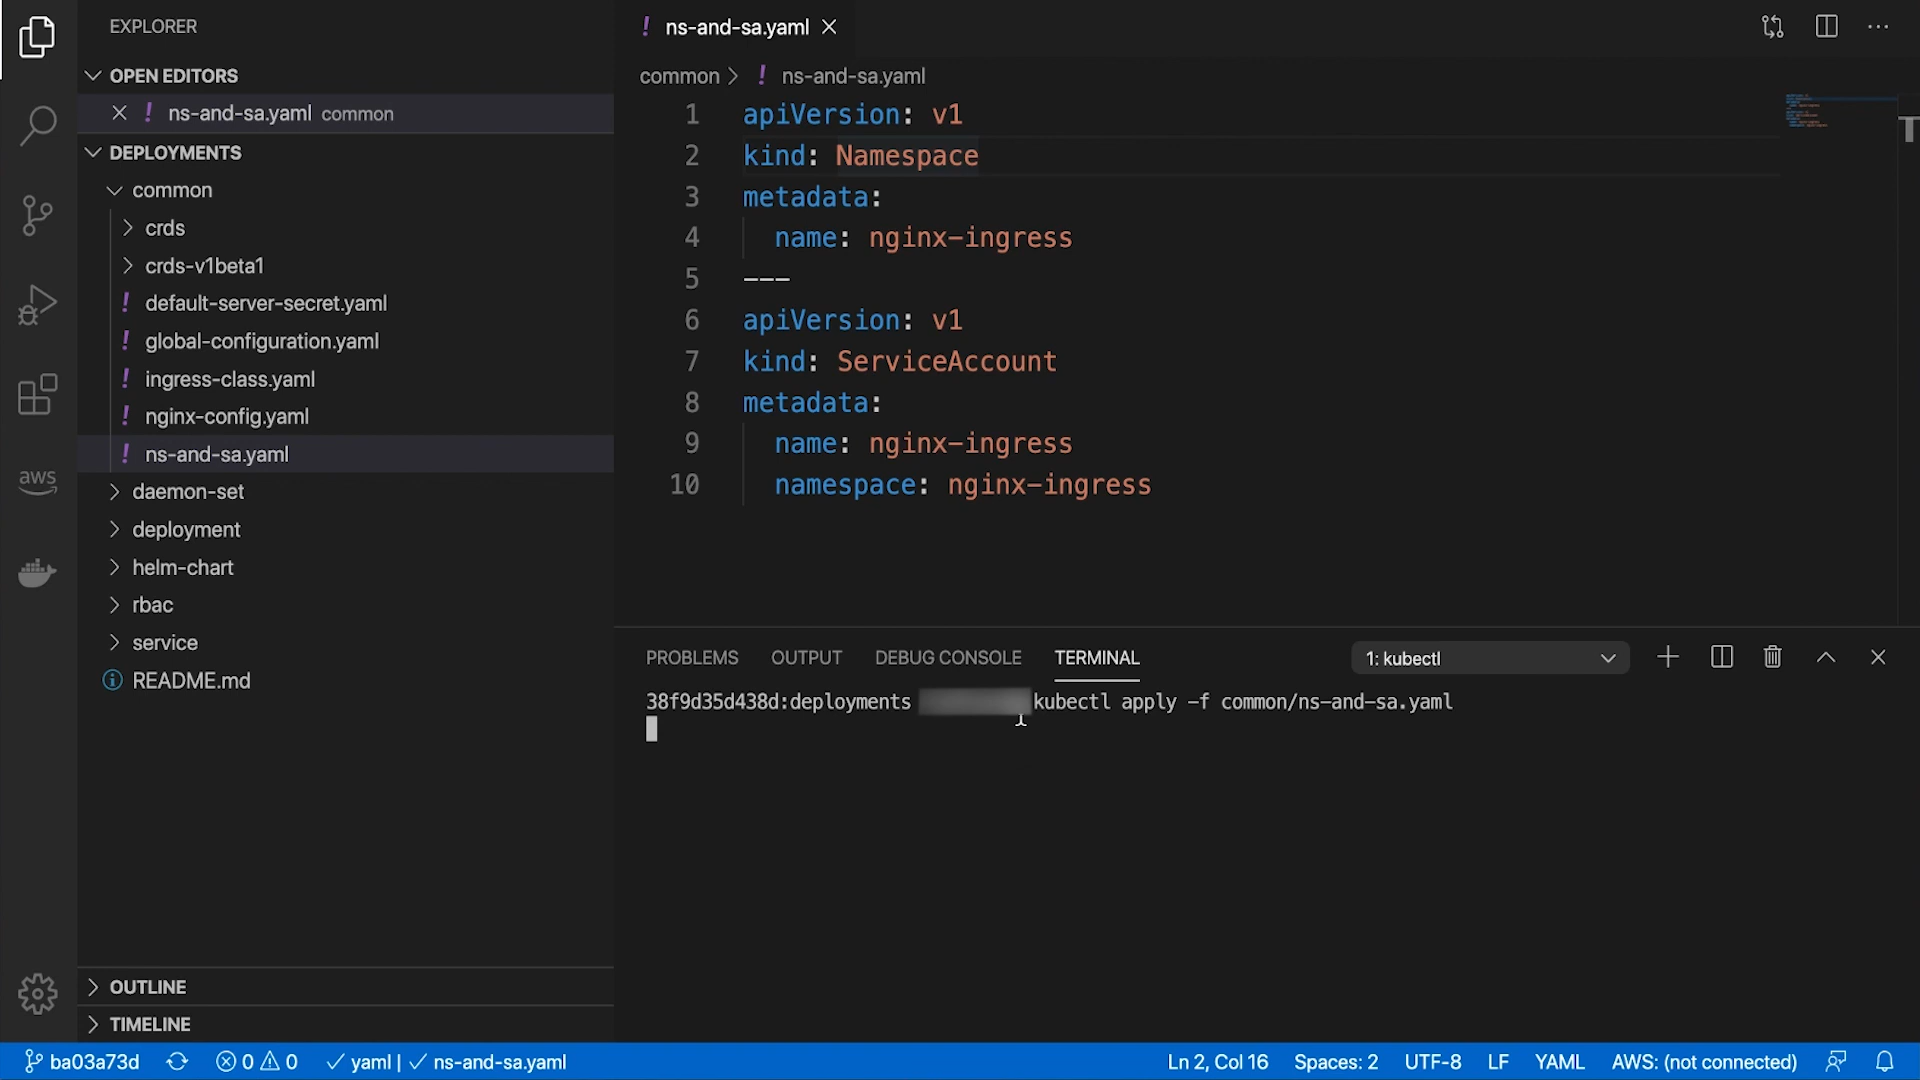 EXPLORER
OPEN EDITORS
ns-and-sa.yaml common
DEPLOYMENTS
common
crds
crds-v1beta1
! default-server-secret.yaml
! global-configuration.yaml
! ingress-class.yaml
! nginx-config.yaml
! ns-and-sa.yaml
daemon-set
deployment
helm-chart
rbac
service
README.md
OUTLINE
TIMELINE
aws
! ns-and-sa.yaml
common > ! ns-and-sa.yaml
1 apiVersion: v1
2 kind: Namespace
3 metadata:
4 name: nginx-ingress
5 ---
6 apiVersion: v1
7 kind: ServiceAccount
8 metadata:
9 name: nginx-ingress
10 namespace: nginx-ingress
PROBLEMS OUTPUT DEBUG CONSOLE TERMINAL 1: kubectl
38f9d35d438d:deployments kubectl apply -f common/ns-and-sa.yaml
ba03a73d 0 0 yaml | ns-and-sa.yaml Ln 2, Col 16 Spaces: 2 UTF-8 LF YAML AWS: (not connected)